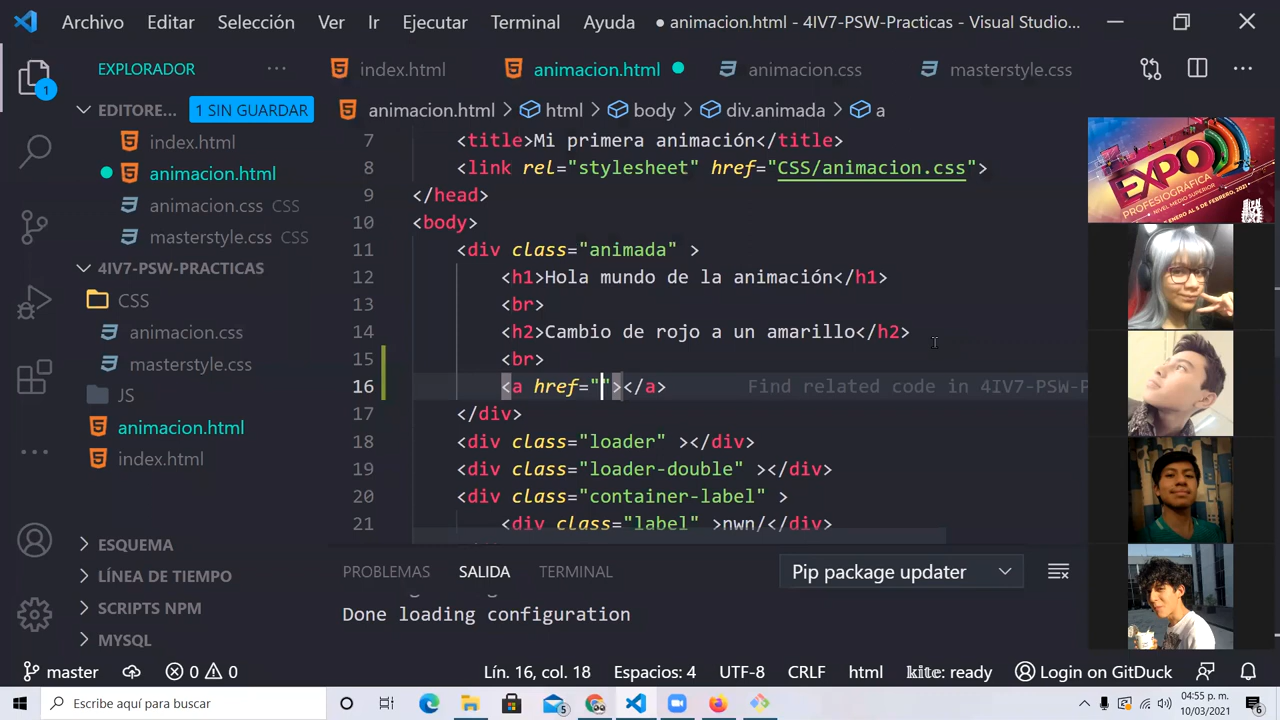 Archivo Editar Selección Ver Ir Ejecutar Terminal Ayuda ● animacion.html - 4IV7-PSW-Practicas - Visual Studio...
EXPLORADOR ...
index.html animacion.html animacion.css masterstyle.css ...
EDITORE... 1 SIN GUARDAR
index.html
animacion.html
animacion.css CSS
masterstyle.css CSS
4IV7-PSW-PRACTICAS
CSS
animacion.css
masterstyle.css
JS
animacion.html
index.html
ESQUEMA
LÍNEA DE TIEMPO
SCRIPTS NPM
MYSQL
1
animacion.html > html > body > div.animada > a
7 <title>Mi primera animación</title>
8 <link rel="stylesheet" href="CSS/animacion.css">
9 </head>
10 <body>
11 <div class="animada" >
12 <h1>Hola mundo de la animación</h1>
13 <br>
14 <h2>Cambio de rojo a un amarillo</h2>
15 <br>
16 <a href=""></a> Find related code in 4IV7-PSW-P
17 </div>
18 <div class="loader" ></div>
19 <div class="loader-double" ></div>
20 <div class="container-label" >
21 <div class="label" >nwn/</div>
PROBLEMAS SALIDA TERMINAL Pip package updater
Done loading configuration
EXPO
PROFESIOGRÁFICA
NIVEL MEDIO SUPERIOR
master 0 0 Lín. 16, col. 18 Espacios: 4 UTF-8 CRLF html kite: ready Login on GitDuck
Escribe aquí para buscar
5
04:55 p. m.
10/03/2021
6